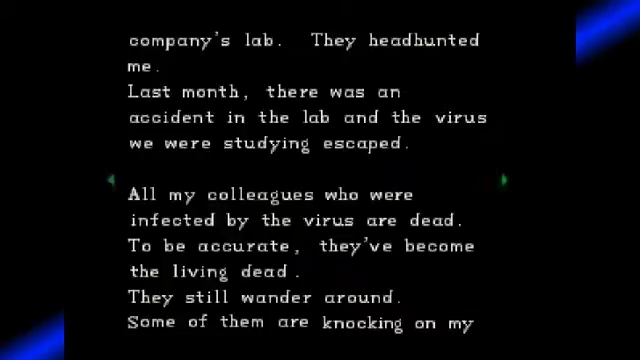 company's lab. They headhunted
me.
Last month, there was an
accident in the lab and the virus
we were studying escaped.
All my colleagues who were
infected by the virus are dead.
To be accurate, they've become
the living dead.
They still wander around.
Some of them are knocking on my